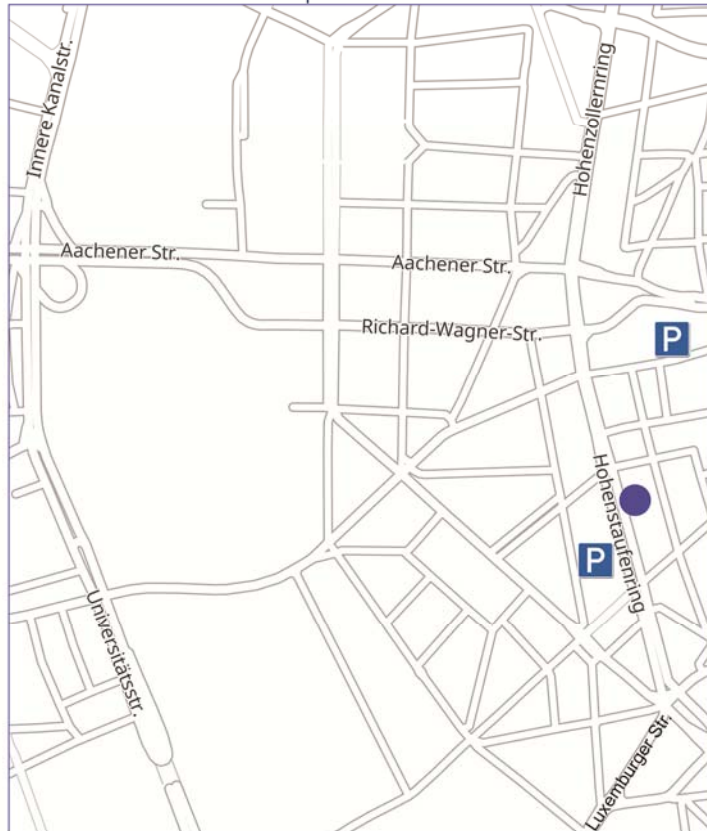 Innere Kanalstr.
Hohenzollernring
Aachener Str.
Aachener Str.
Richard-Wagner-Str.
P
Hohenstaufenring
P
Universitätsstr.
Luxemburger Str.